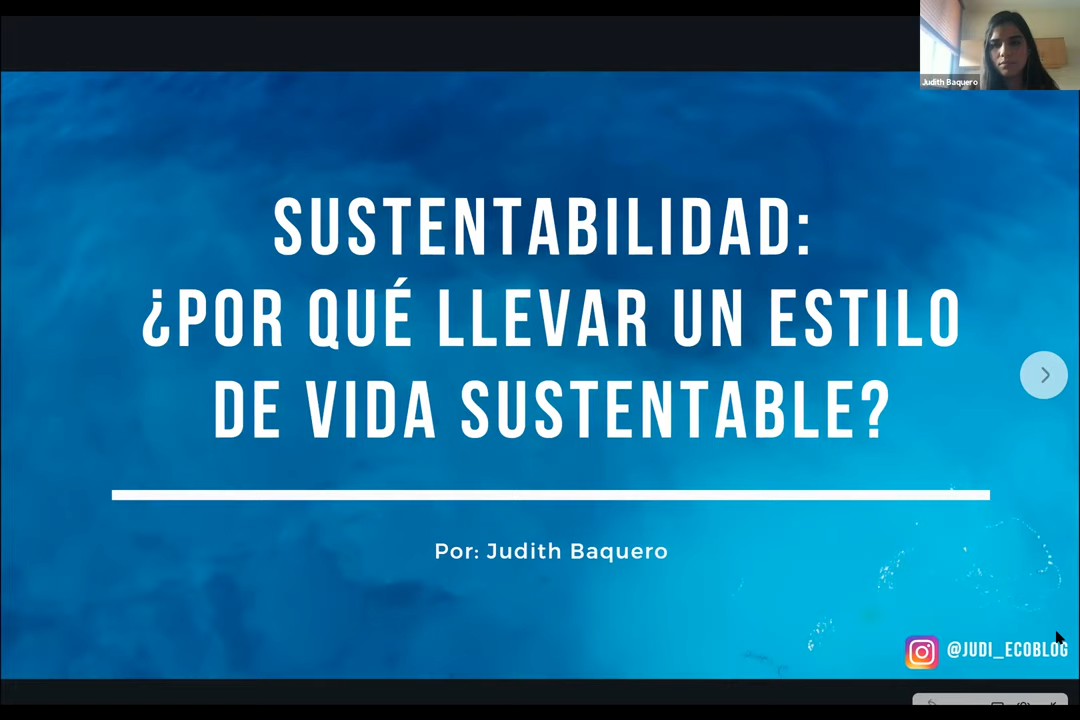 Judith Baquero
SUSTENTABILIDAD:
¿POR QUÉ LLEVAR UN ESTILO
DE VIDA SUSTENTABLE?
Por: Judith Baquero
@JUDI_ECOBLOG